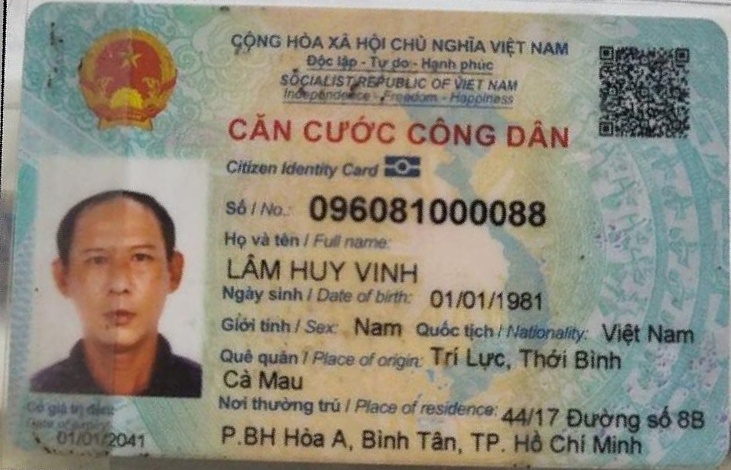 CỘNG HÒA XÃ HỘI CHỦ NGHĨA VIỆT NAM
Độc lập - Tự do - Hạnh phúc
SOCIALIST REPUBLIC OF VIET NAM
Independence - Freedom - Happiness
CĂN CƯỚC CÔNG DÂN
Citizen Identity Card
Số / No.: 096081000088
Họ và tên / Full name:
LÂM HUY VINH
Ngày sinh / Date of birth: 01/01/1981
Giới tính / Sex: Nam Quốc tịch / Nationality: Việt Nam
Quê quán / Place of origin: Trí Lực, Thới Bình
Cà Mau
Nơi thường trú / Place of residence: 44/17 Đường số 8B
P.BH Hòa A, Bình Tân, TP. Hồ Chí Minh
Có giá trị đến:
Date of expiry
01/01/2041